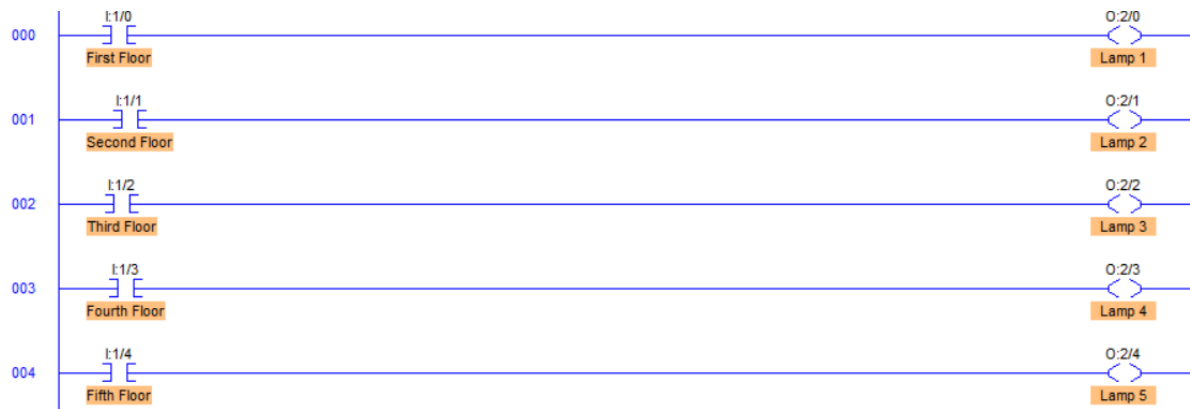 I:1/0 O:2/0
000
First Floor Lamp 1
I:1/1 O:2/1
001
Second Floor Lamp 2
I:1/2 O:2/2
002
Third Floor Lamp 3
I:1/3 O:2/3
003
Fourth Floor Lamp 4
I:1/4 O:2/4
004
Fifth Floor Lamp 5